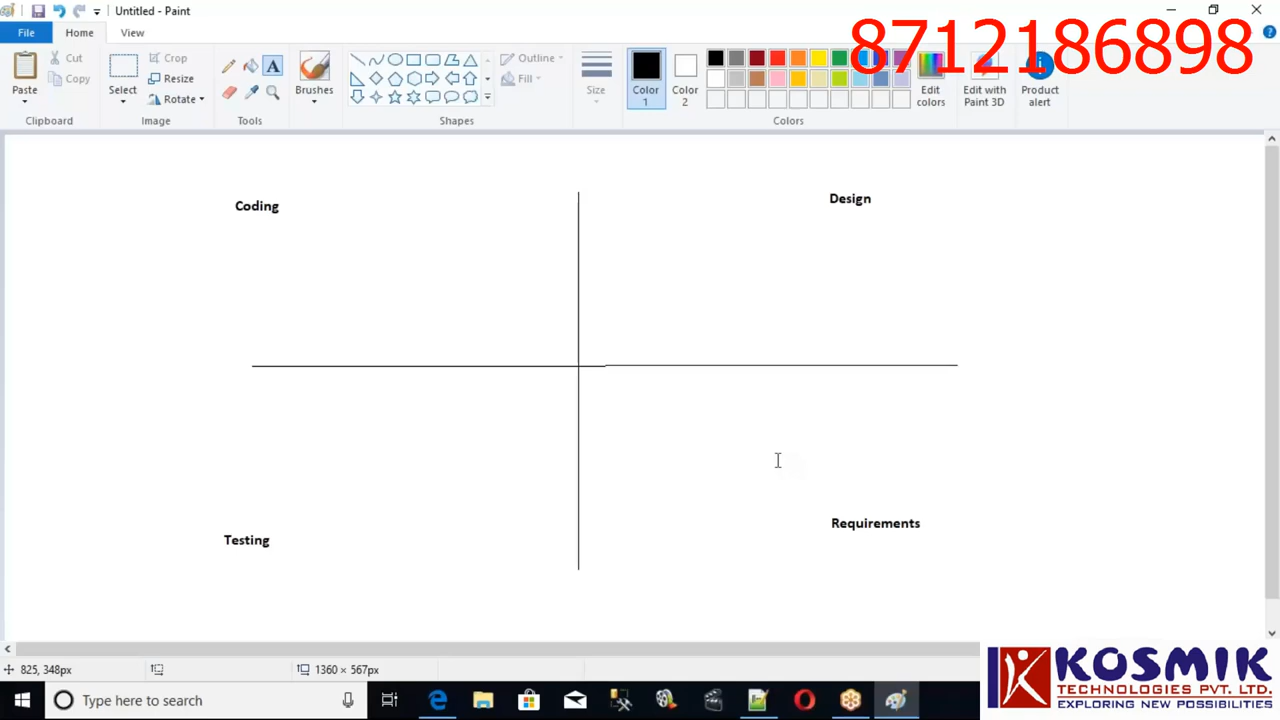 Untitled - Paint
8712186898
File
Home
View
Paste
Cut
Copy
Clipboard
Select
Crop
Resize
Rotate
Image
A
Tools
Brushes
Outline
Fill
Shapes
Size
Color 1
Color 2
Edit colors
Colors
Edit with Paint 3D
Product alert
Coding
Design
Testing
Requirements
825, 348px
1360 × 567px
Type here to search
KOSMIK
TECHNOLOGIES PVT. LTD.
EXPLORING NEW POSSIBILITIES